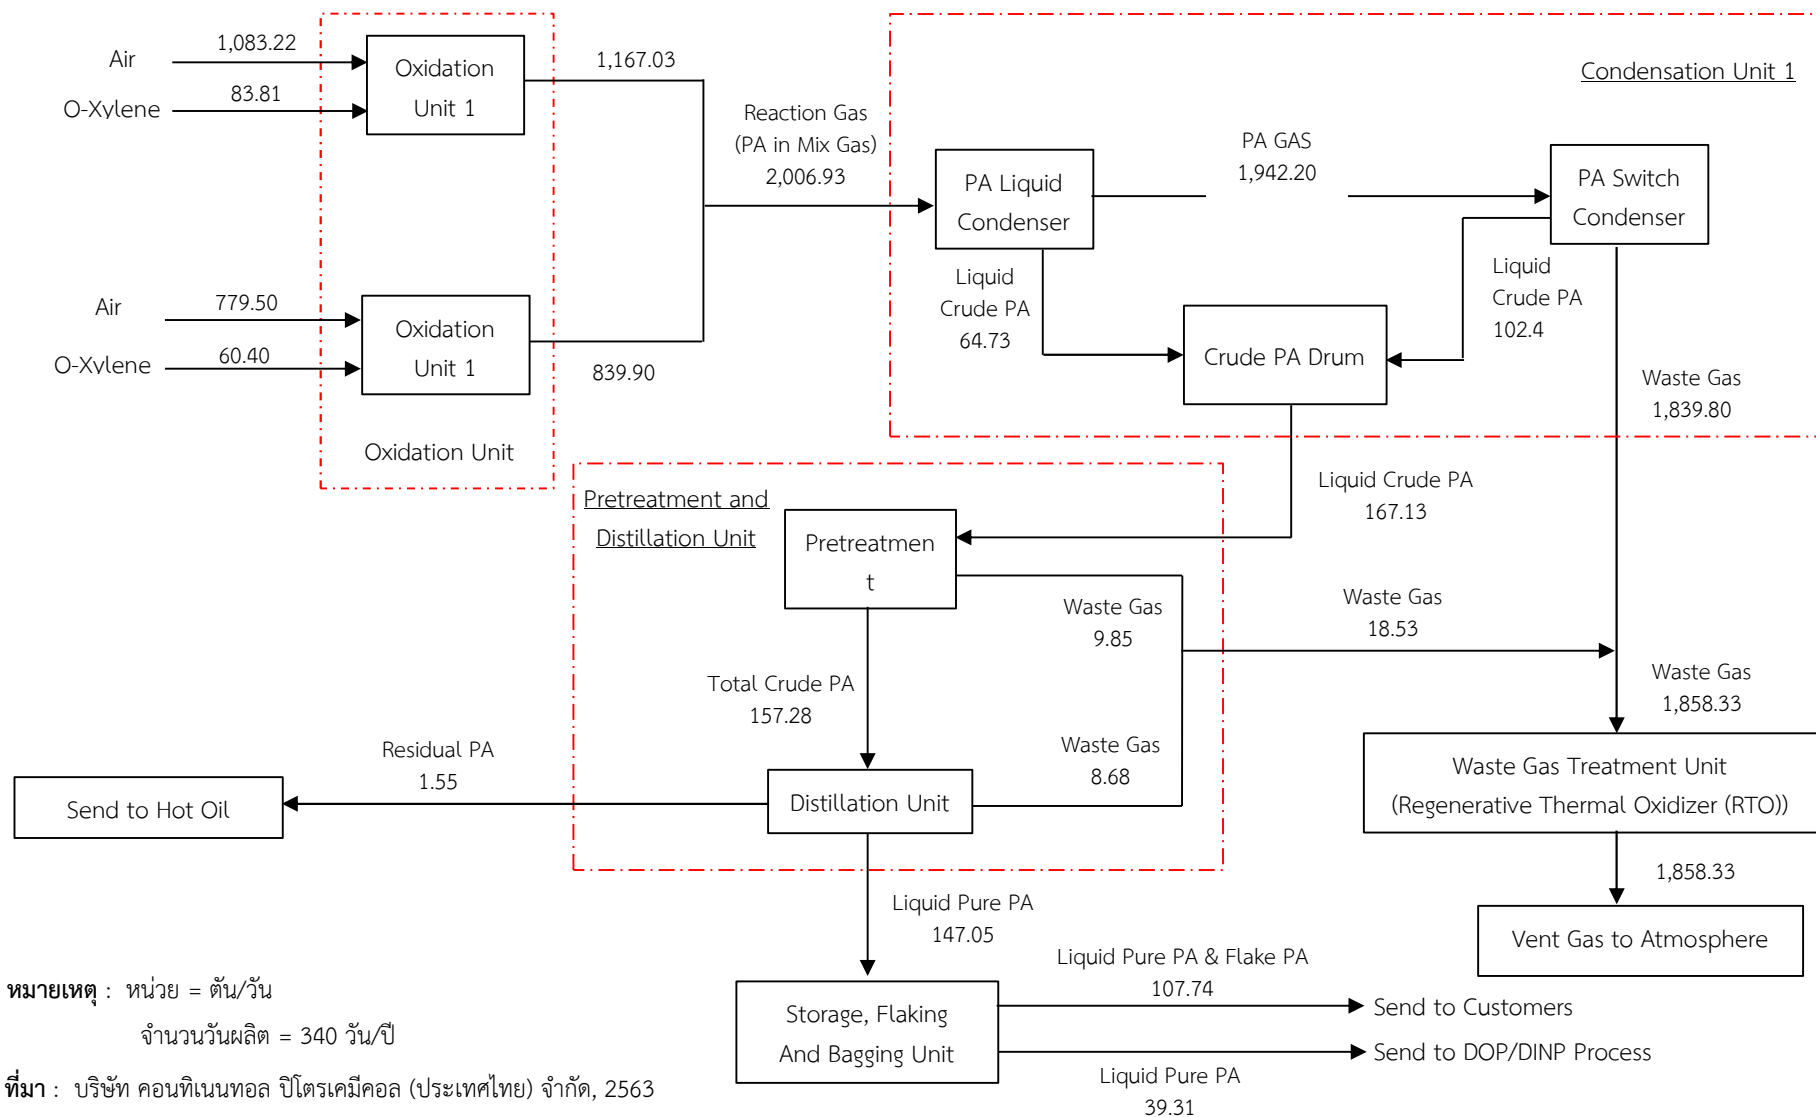 Air
1,083.22
O-Xylene
83.81
Oxidation
Unit 1
1,167.03
Air
779.50
O-Xylene
60.40
Oxidation
Unit 1
839.90
Oxidation Unit
Reaction Gas
(PA in Mix Gas)
2,006.93
Condensation Unit 1
PA Liquid
Condenser
PA GAS
1,942.20
PA Switch
Condenser
Liquid
Crude PA
64.73
Crude PA Drum
Liquid
Crude PA
102.4
Waste Gas
1,839.80
Liquid Crude PA
167.13
Pretreatment and
Distillation Unit
Pretreatmen
t
Waste Gas
9.85
Waste Gas
18.53
Total Crude PA
157.28
Waste Gas
8.68
Waste Gas
1,858.33
Residual PA
1.55
Send to Hot Oil
Distillation Unit
Waste Gas Treatment Unit
(Regenerative Thermal Oxidizer (RTO))
1,858.33
Vent Gas to Atmosphere
Liquid Pure PA
147.05
Storage, Flaking
And Bagging Unit
Liquid Pure PA & Flake PA
107.74
Send to Customers
Send to DOP/DINP Process
Liquid Pure PA
39.31
หมายเหตุ : หน่วย = ตัน/วัน
จำนวนวันผลิต = 340 วัน/ปี
ที่มา : บริษัท คอนทิเนนทอล ปิโตรเคมีคอล (ประเทศไทย) จำกัด, 2563